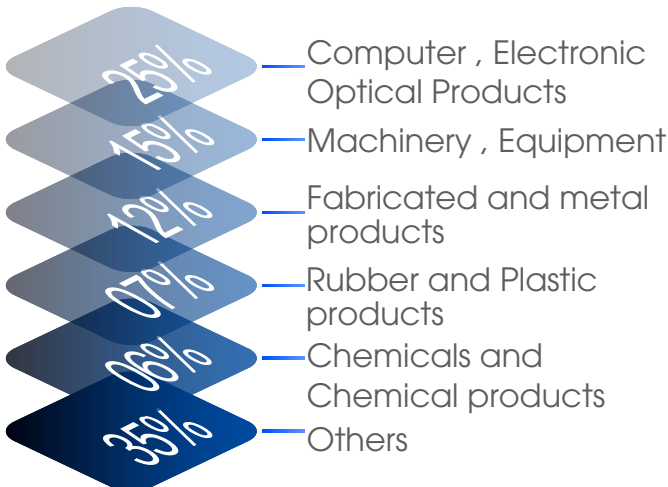 25%
Computer , Electronic
Optical Products
15%
Machinery , Equipment
12%
Fabricated and metal
products
07%
Rubber and Plastic
products
06%
Chemicals and
Chemical products
35%
Others